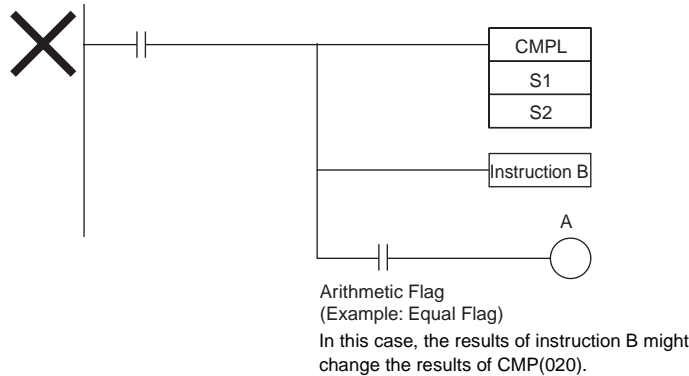 CMPL
S1
S2
Instruction B
A
Arithmetic Flag
(Example: Equal Flag)
In this case, the results of instruction B might
change the results of CMP(020).